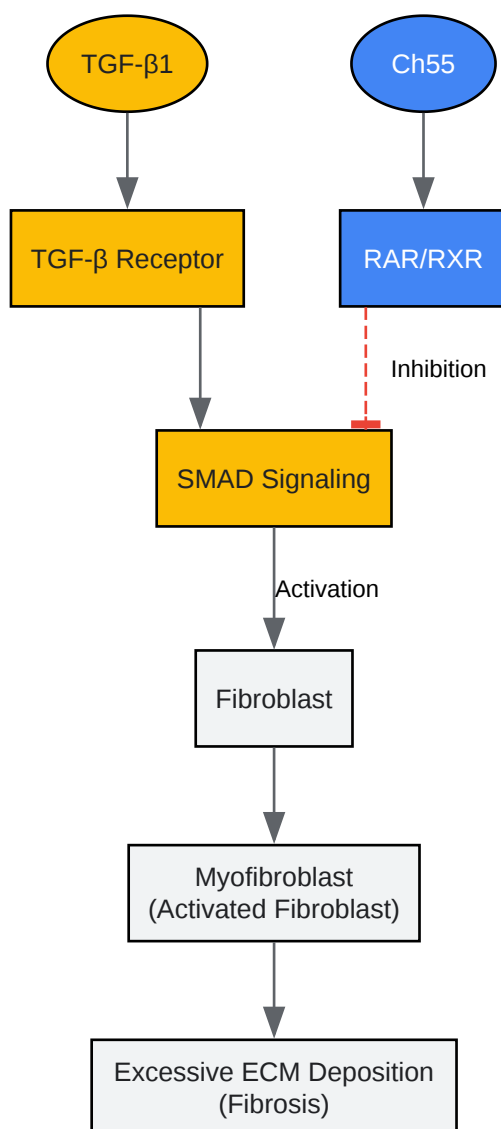 TGF-β1
Ch55
TGF-β Receptor
RAR/RXR
Inhibition
SMAD Signaling
Activation
Fibroblast
Myofibroblast
(Activated Fibroblast)
Excessive ECM Deposition
(Fibrosis)